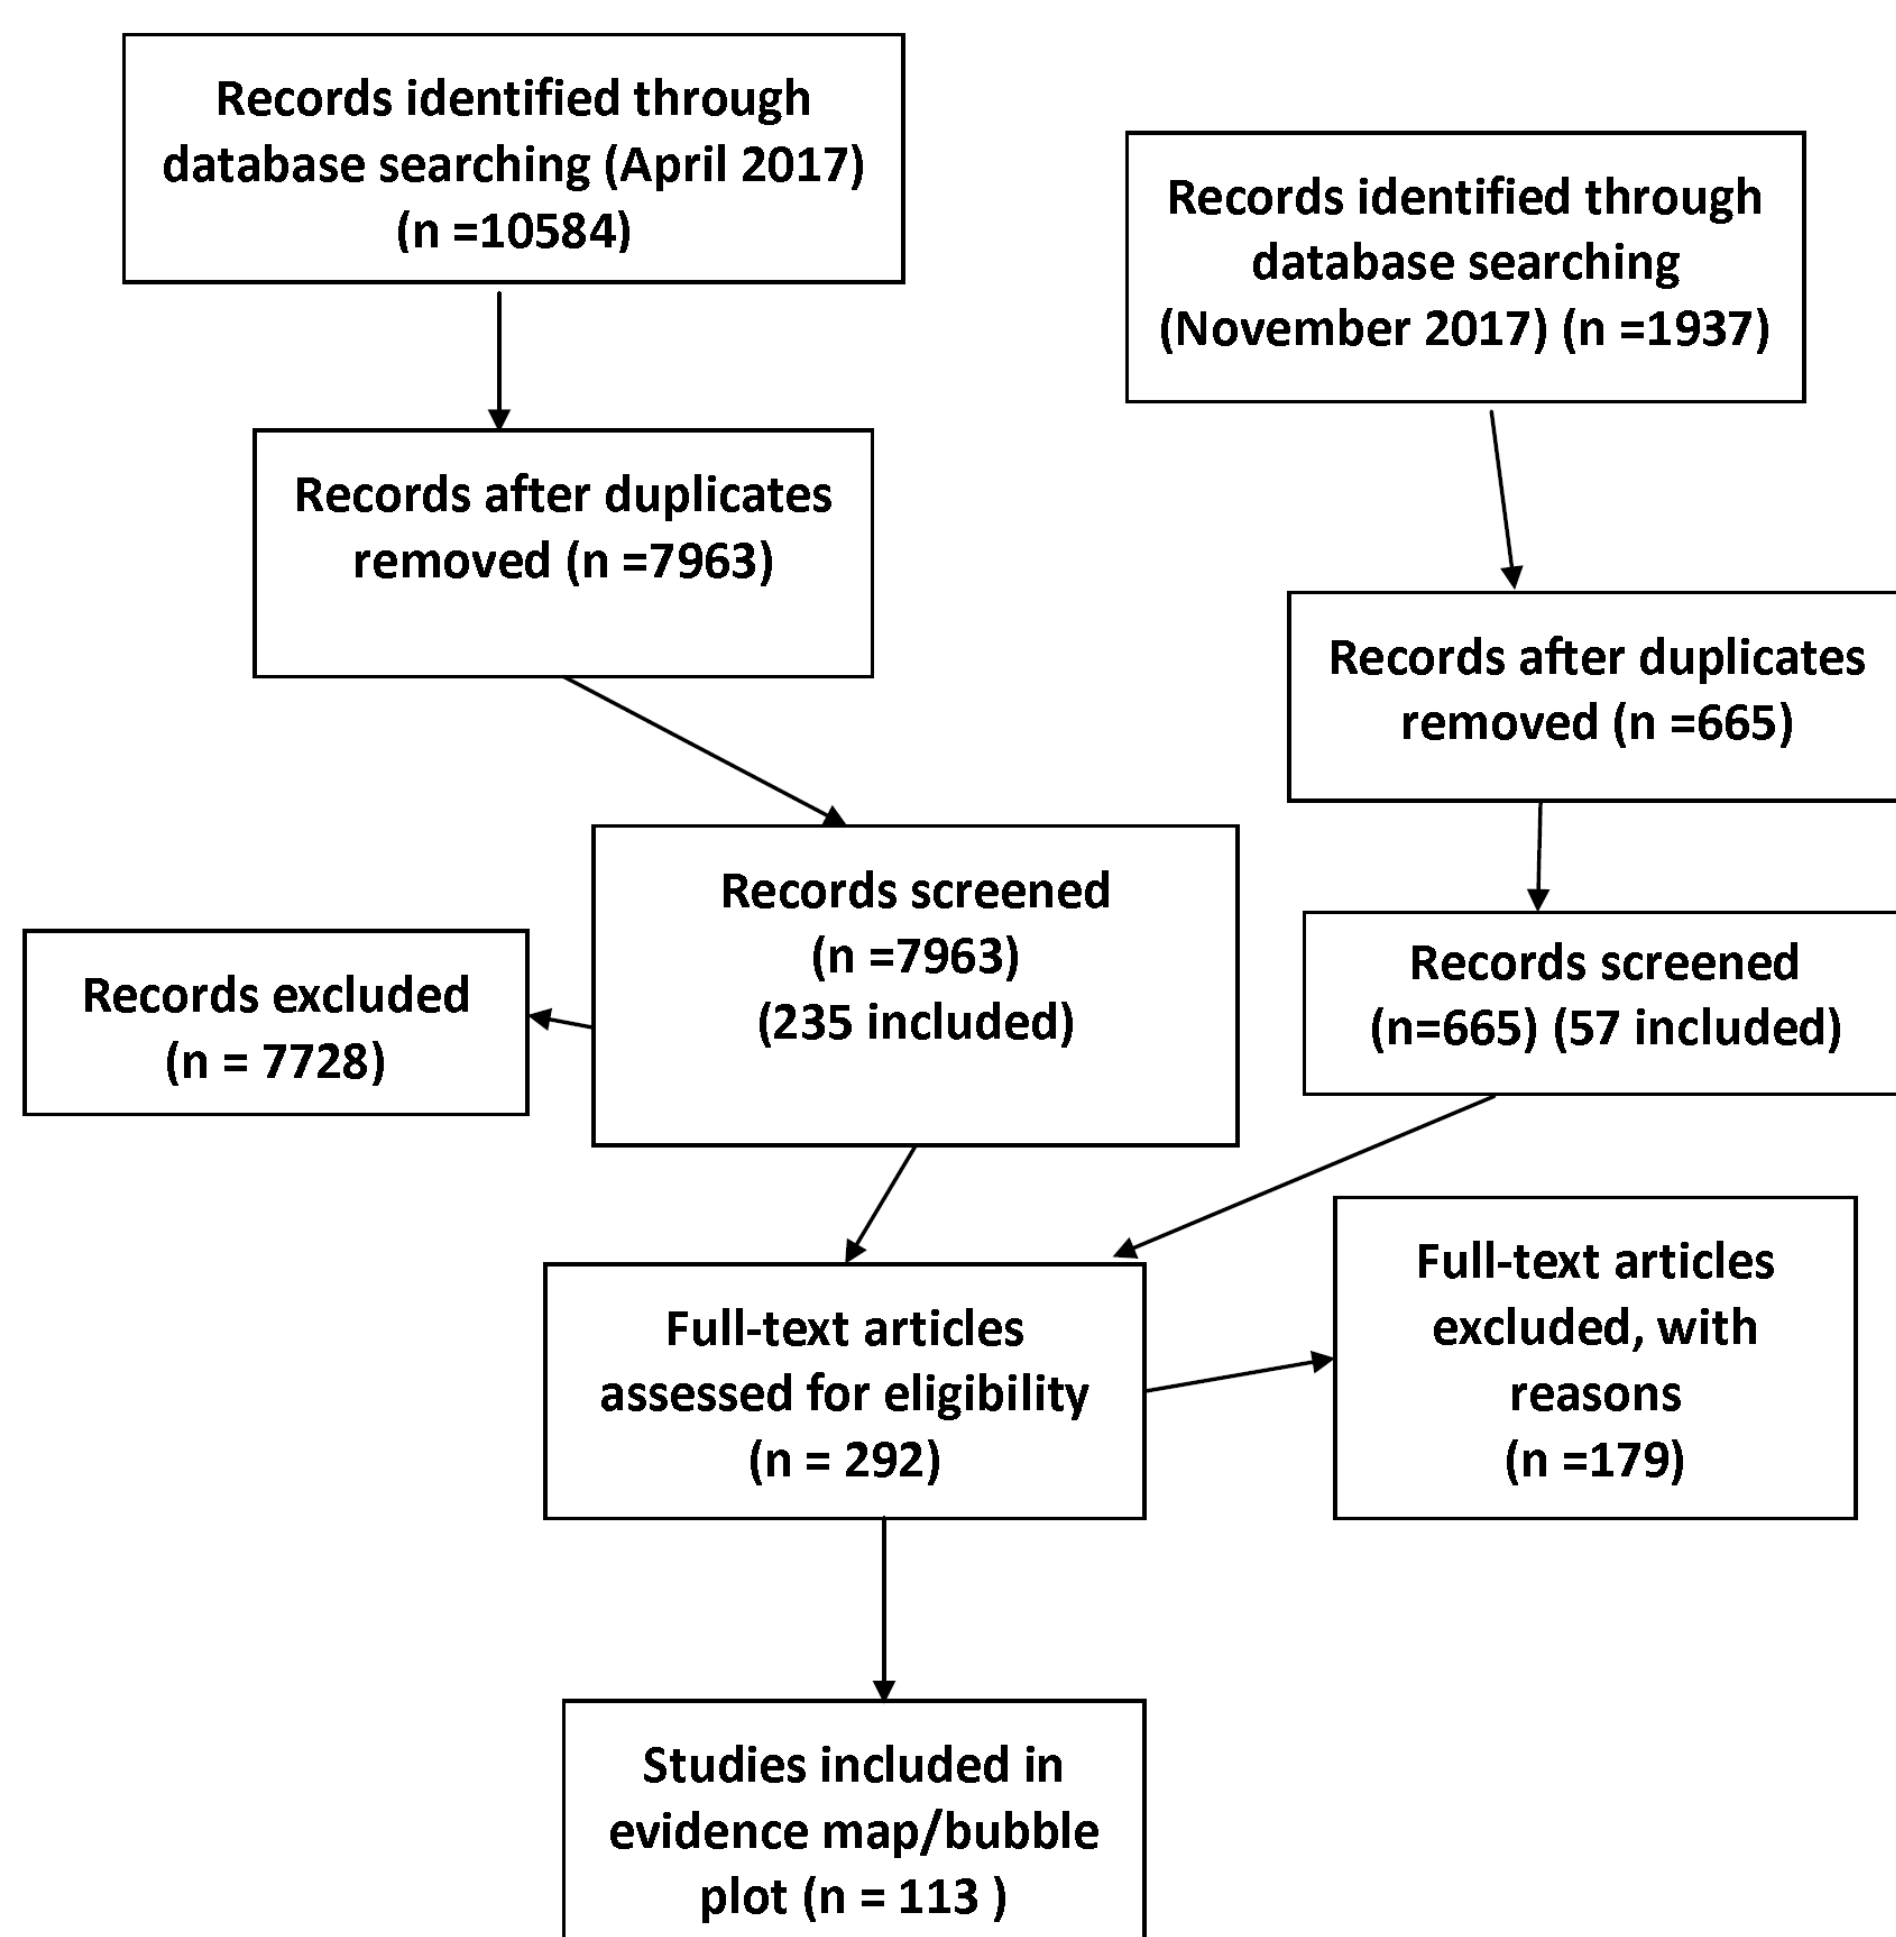 Records identified through
database searching (April 2017)
(n =10584)
Records identified through
database searching
(November 2017) (n =1937)
Records after duplicates
removed (n =7963)
Records after duplicates
removed (n =665)
Records screened
(n =7963)
(235 included)
Records excluded
(n = 7728)
Records screened
(n=665) (57 included)
Full-text articles
assessed for eligibility
(n = 292)
Full-text articles
excluded, with
reasons
(n =179)
Studies included in
evidence map/bubble
plot (n = 113 )